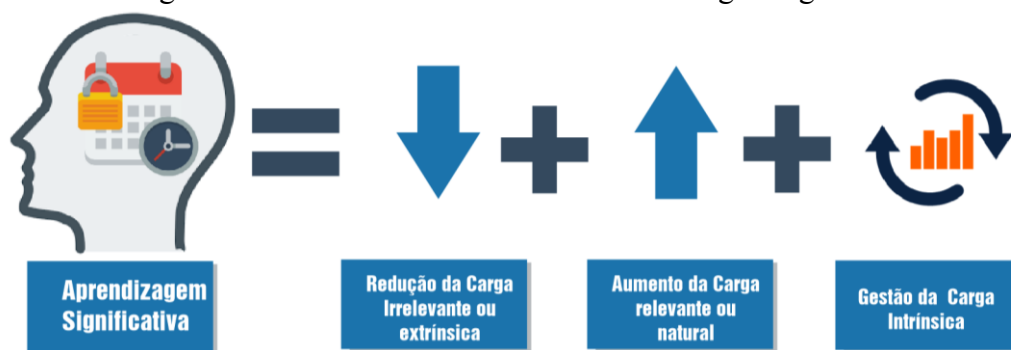 Aprendizagem
Significativa
Redução da Carga
Irrelevante ou
extrínsica
Aumento da Carga
relevante ou
natural
Gestão da Carga
Intrínsica